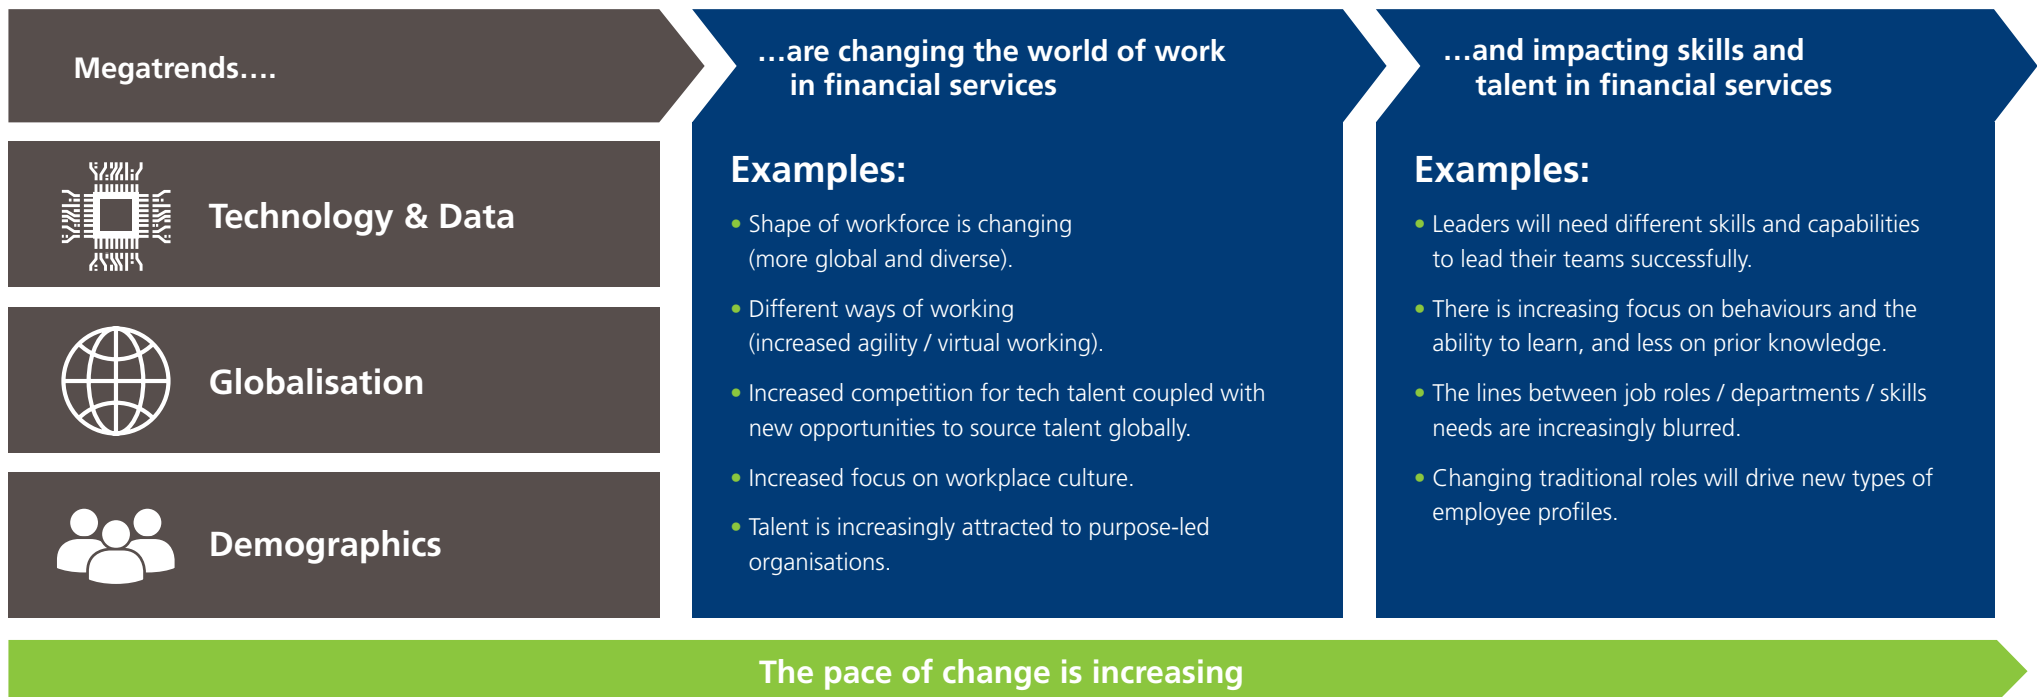 Megatrends….
Technology & Data
Globalisation
Demographics
…are changing the world of work
in financial services
Examples:
• Shape of workforce is changing
(more global and diverse).
• Different ways of working
(increased agility / virtual working).
• Increased competition for tech talent coupled with
new opportunities to source talent globally.
• Increased focus on workplace culture.
• Talent is increasingly attracted to purpose-led
organisations.
…and impacting skills and
talent in financial services
Examples:
• Leaders will need different skills and capabilities
to lead their teams successfully.
• There is increasing focus on behaviours and the
ability to learn, and less on prior knowledge.
• The lines between job roles / departments / skills
needs are increasingly blurred.
• Changing traditional roles will drive new types of
employee profiles.
The pace of change is increasing